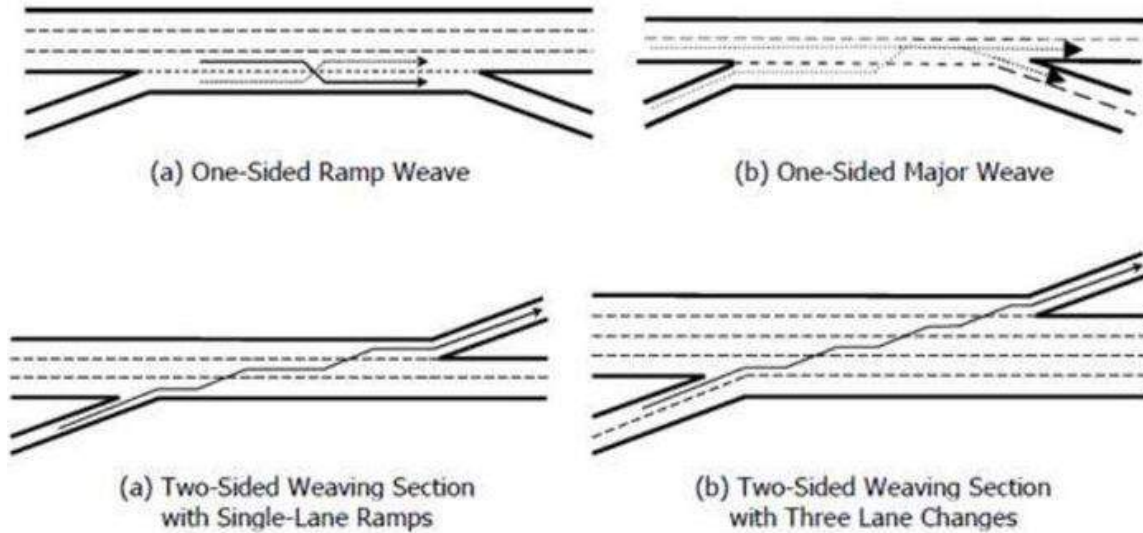 (a) One-Sided Ramp Weave
(b) One-Sided Major Weave
(a) Two-Sided Weaving Section
with Single-Lane Ramps
(b) Two-Sided Weaving Section
with Three Lane Changes